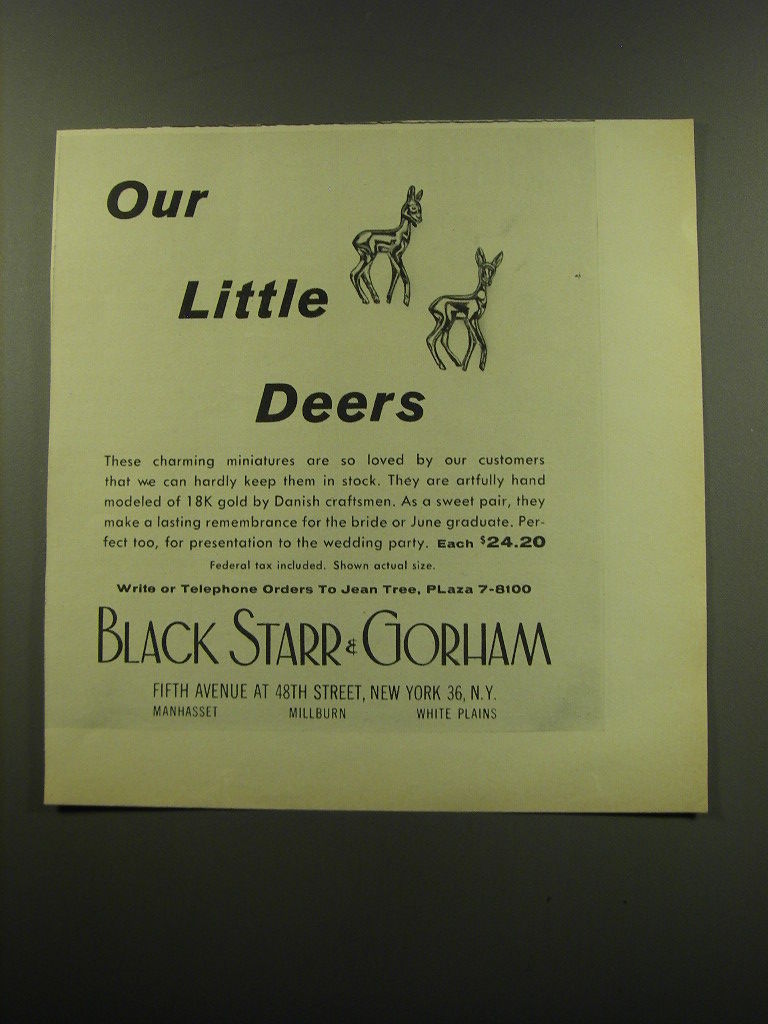 Our
Little
Deers
These charming miniatures are so loved by our customers
that we can hardly keep them in stock. They are artfully hand
modeled of 18K gold by Danish craftsmen. As a sweet pair, they
make a lasting remembrance for the bride or June graduate. Per-
fect too, for presentation to the wedding party. Each $24.20
Federal tax included. Shown actual size.
Write or Telephone Orders To Jean Tree, PLaza 7-8100
BLACK STARR & GORHAM
FIFTH AVENUE AT 48TH STREET, NEW YORK 36, N.Y.
MANHASSET MILLBURN WHITE PLAINS